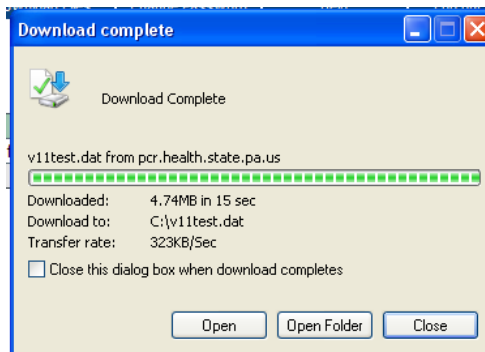 Download complete
Download Complete
v11test.dat from pcr.health.state.pa.us
Downloaded: 4.74MB in 15 sec
Download to: C:\v11test.dat
Transfer rate: 323KB/Sec
Close this dialog box when download completes
Open Open Folder Close